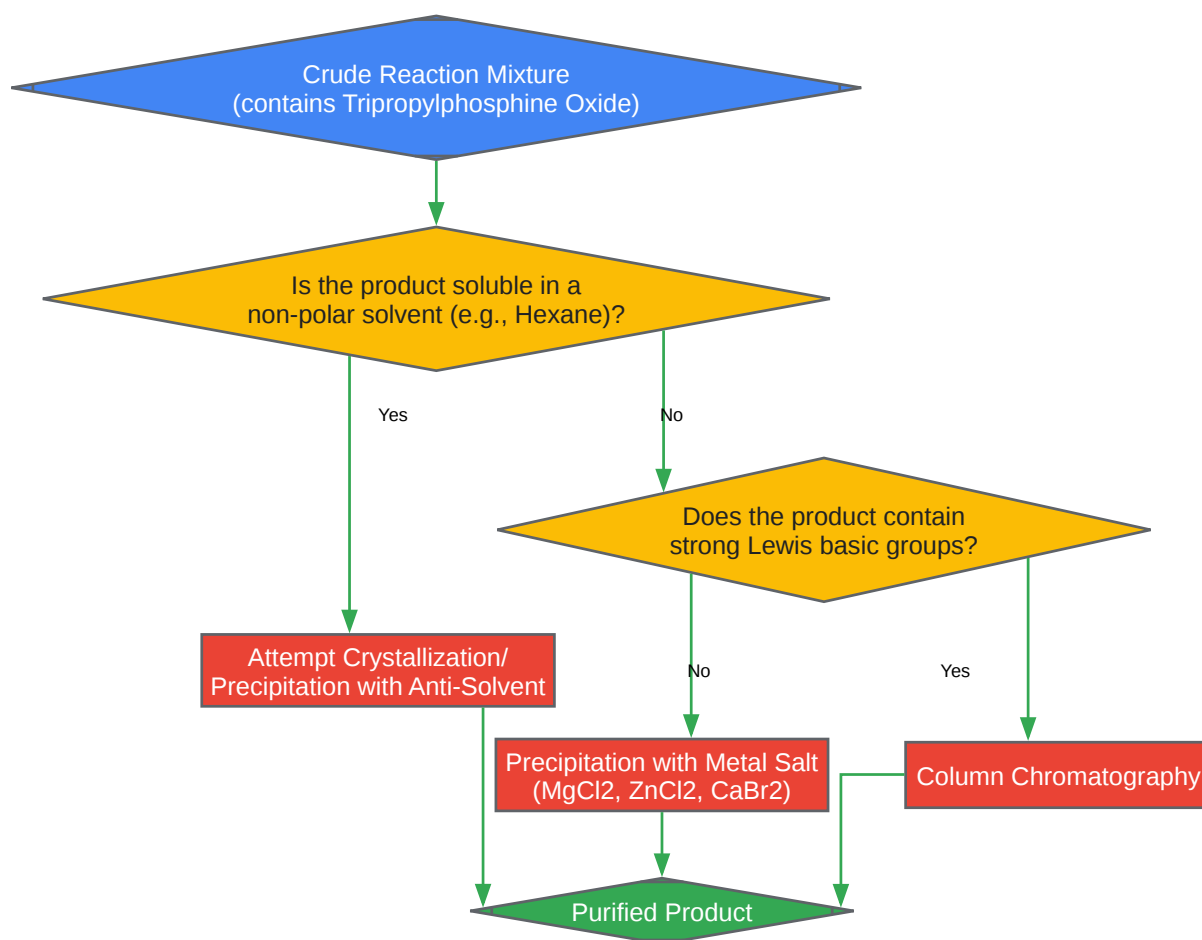 Crude Reaction Mixture
(contains Tripropylphosphine Oxide)
Is the product soluble in a
non-polar solvent (e.g., Hexane)?
Yes
No
Does the product contain
strong Lewis basic groups?
Attempt Crystallization/
Precipitation with Anti-Solvent
No
Yes
Precipitation with Metal Salt
(MgCl2, ZnCl2, CaBr2)
Column Chromatography
Purified Product